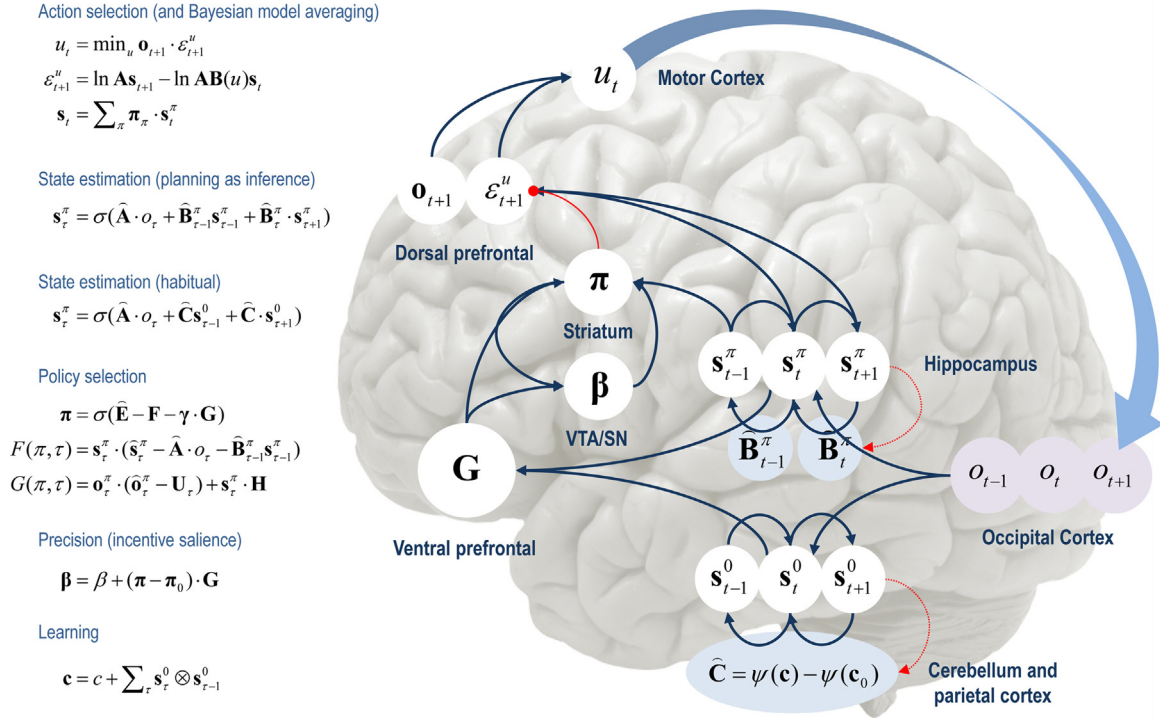 Action selection (and Bayesian model averaging)
u_t = min_u o_{t+1} · ε^u_{t+1}
ε^u_{t+1} = ln As_{t+1} − ln AB(u)s_t
s_t = ∑_π π_π · s^π_t
State estimation (planning as inference)
s^π_τ = σ(Â · o_τ + B̂^π_{τ−1} s^π_{τ−1} + B̂^π_τ · s^π_{τ+1})
State estimation (habitual)
s^π_τ = σ(Â · o_τ + Ĉs^0_{τ−1} + Ĉ · s^0_{τ+1})
Policy selection
π = σ(Ê − F − γ · G)
F(π,τ) = s^π_τ · (ŝ^π_τ − Â · o_τ − B̂^π_{τ−1} s^π_{τ−1})
G(π,τ) = o^π_τ · (ô^π_τ − U_τ) + s^π_τ · H
Precision (incentive salience)
β = β + (π − π_0) · G
Learning
c = c + ∑_τ s^0_τ ⊗ s^0_{τ−1}
u_t
Motor Cortex
o_{t+1}
ε^u_{t+1}
Dorsal prefrontal
π
Striatum
β
VTA/SN
G
Ventral prefrontal
s^π_{t−1} s^π_t s^π_{t+1}
Hippocampus
B̂^π_{t−1} B̂^π_t
o_{t−1} o_t o_{t+1}
Occipital Cortex
s^0_{t−1} s^0_t s^0_{t+1}
Ĉ = ψ(c) − ψ(c_0)
Cerebellum and
parietal cortex